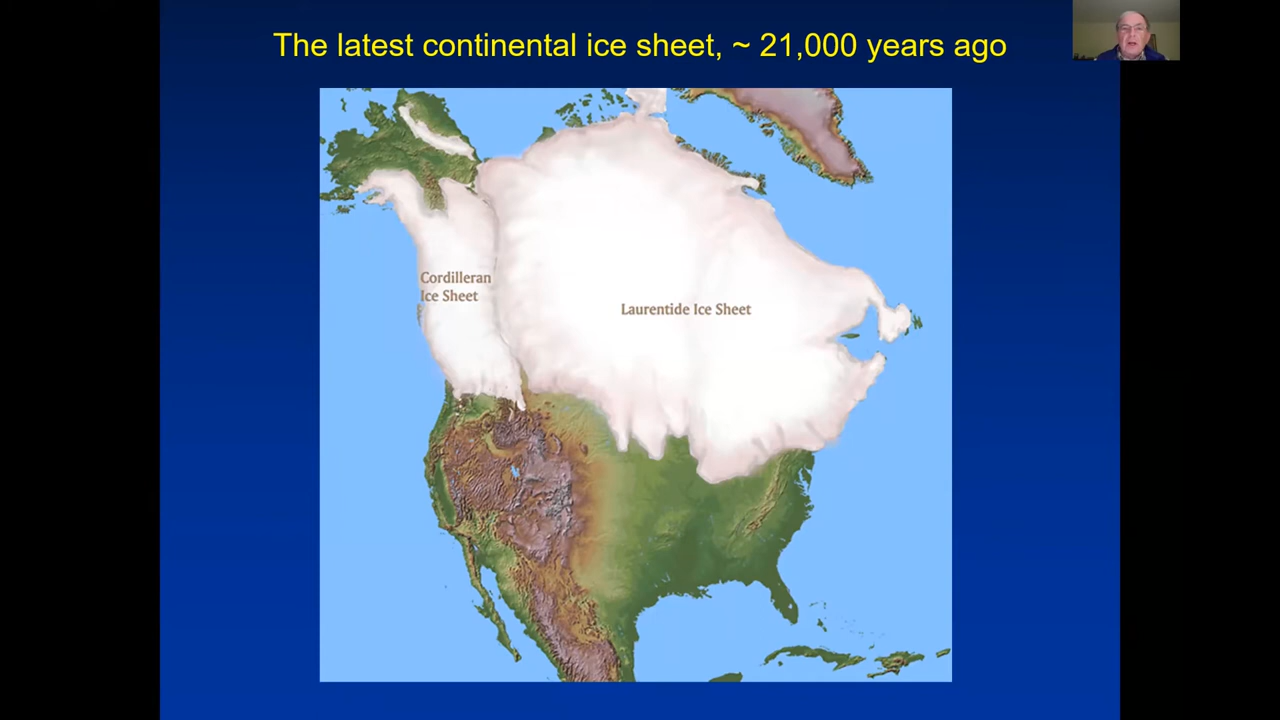 The latest continental ice sheet, ~ 21,000 years ago
Cordilleran
Ice Sheet
Laurentide Ice Sheet